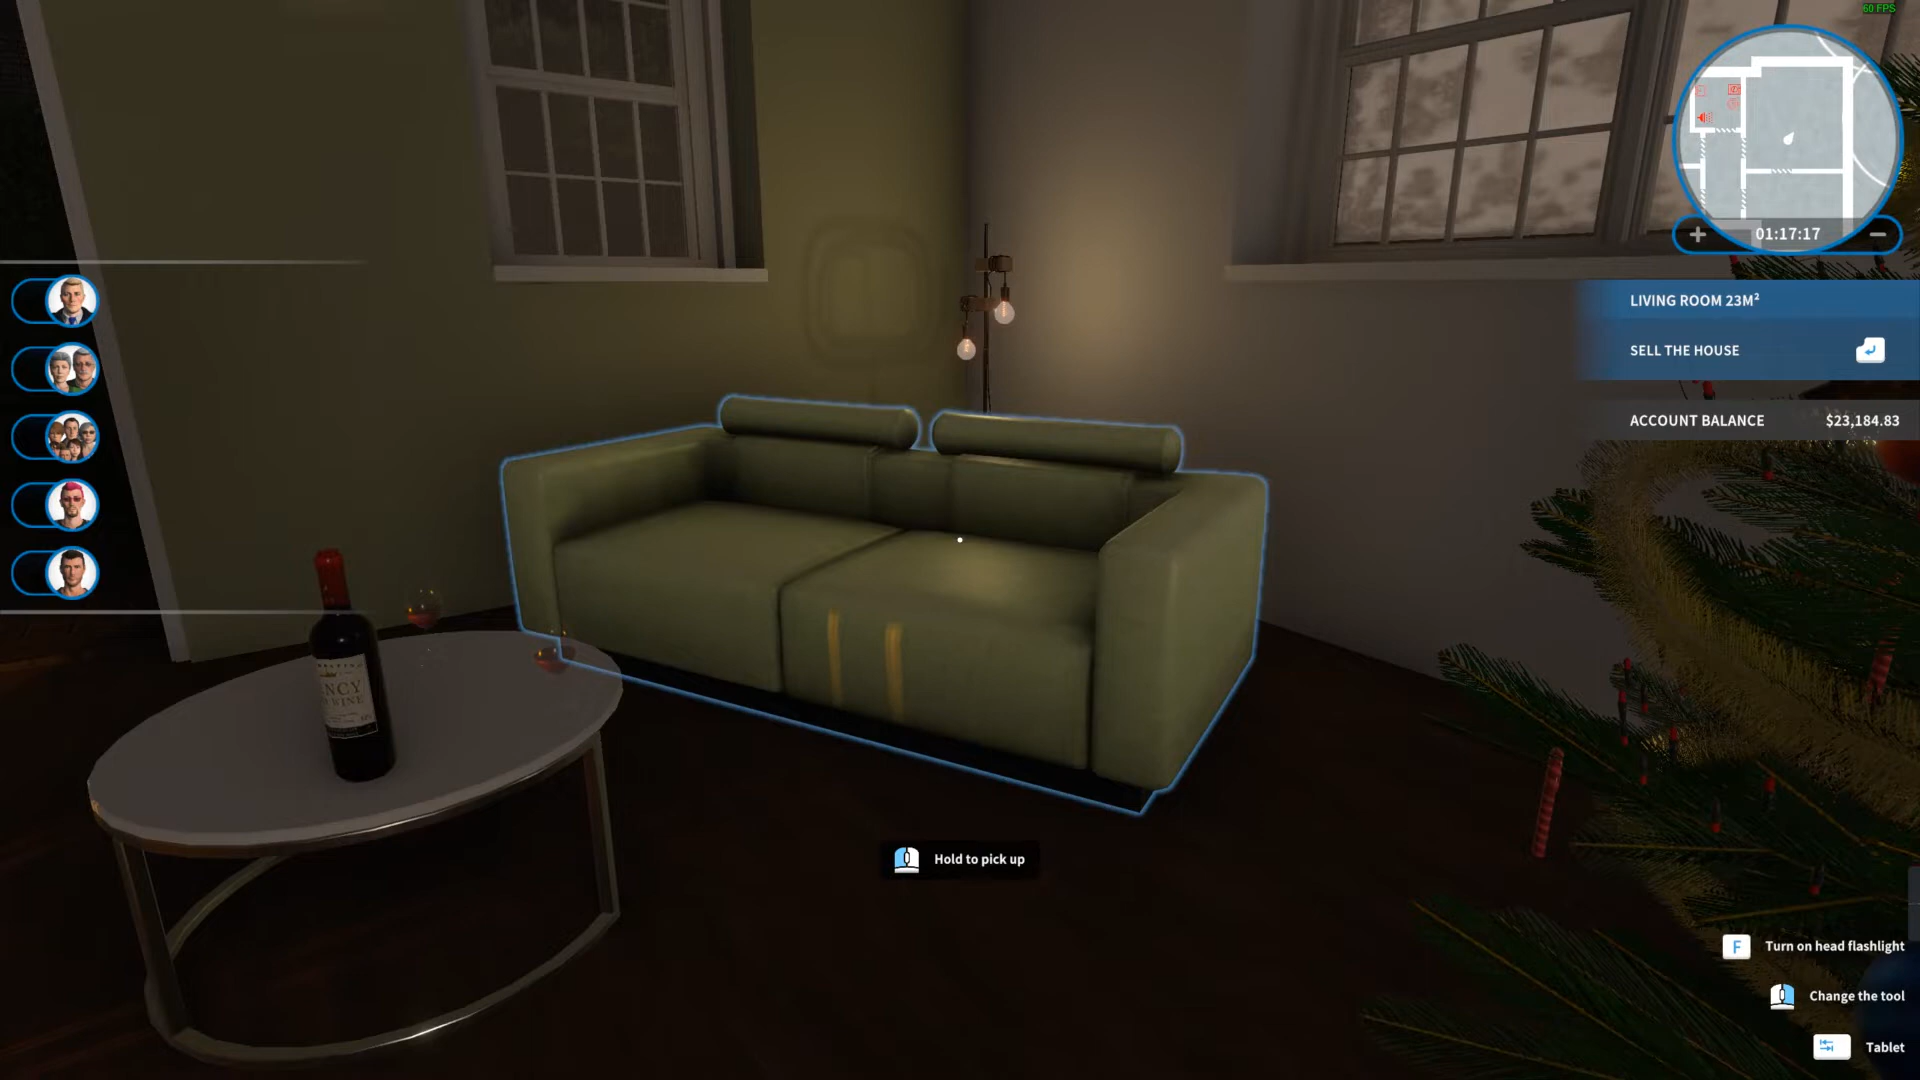 60 FPS
01:17:17
LIVING ROOM 23M²
SELL THE HOUSE
ACCOUNT BALANCE $23,184.83
NCY
WINE
Hold to pick up
F Turn on head flashlight
Change the tool
Tablet